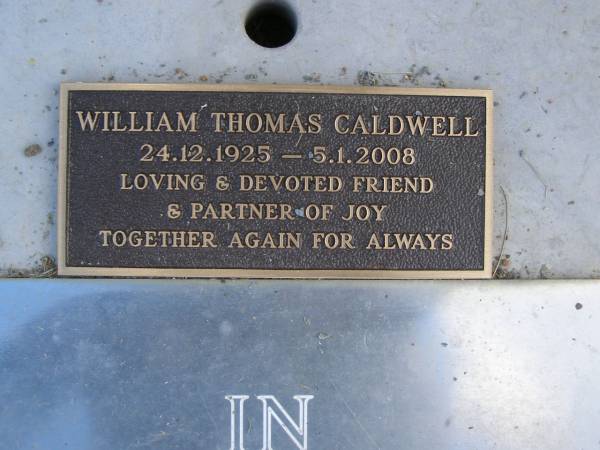 WILLIAM THOMAS CALDWELL
24.12.1925 — 5.1.2008
LOVING & DEVOTED FRIEND
& PARTNER OF JOY
TOGETHER AGAIN FOR ALWAYS
IN